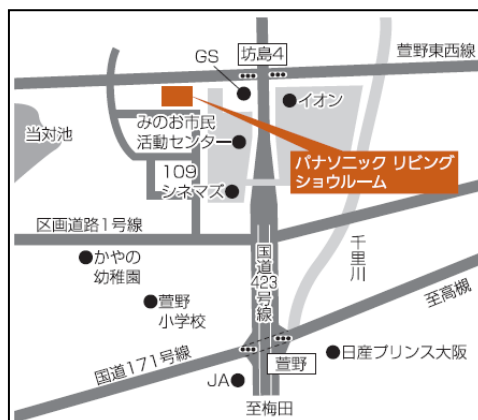 坊島4
GS
萱野東西線
イオン
みのお市民
活動センター
当対池
パナソニック リビング
ショウルーム
109
シネマズ
区画道路1号線
国道423号線
千里川
かやの
幼稚園
至高槻
萱野
小学校
国道171号線
萱野
日産プリンス大阪
JA
至梅田